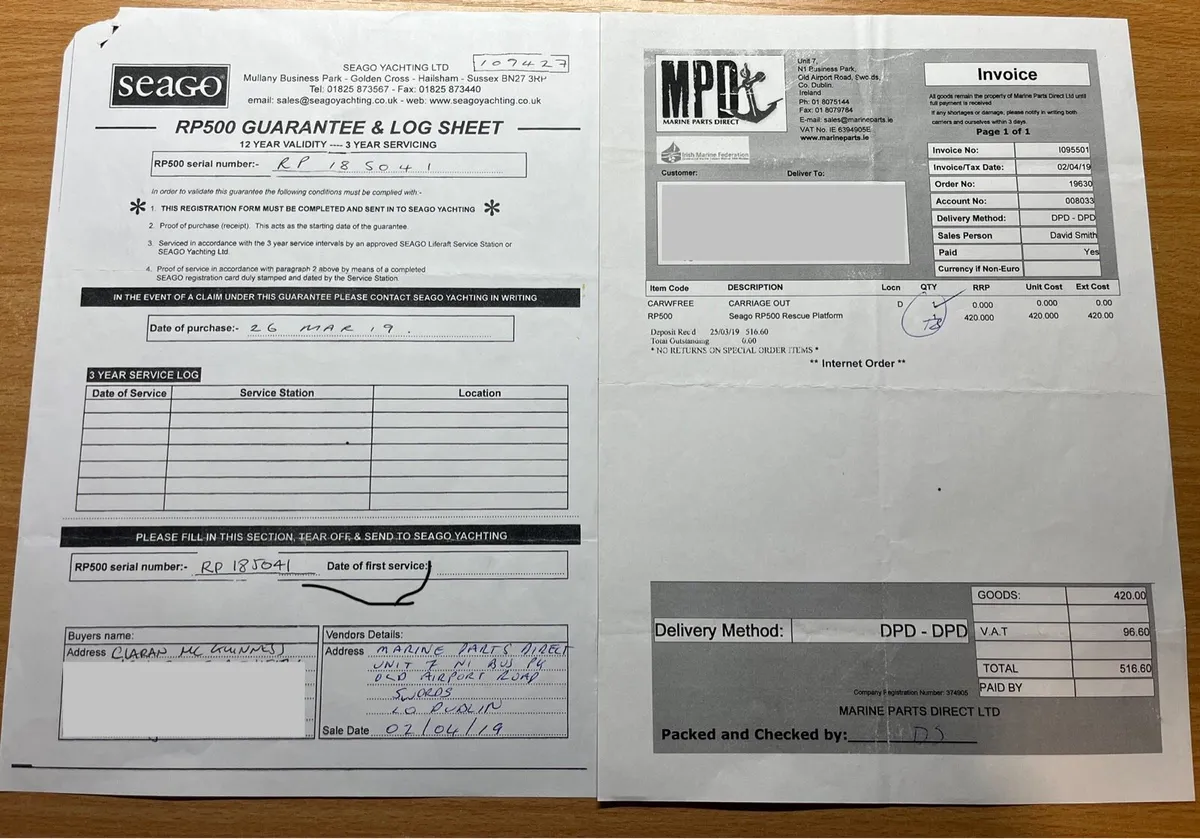 107427
seago
SEAGO YACHTING LTD
Mullany Business Park - Golden Cross - Hailsham - Sussex BN27 3RP
Tel: 01825 873567 - Fax: 01825 873440
email: sales@seagoyachting.co.uk - web: www.seagoyachting.co.uk
RP500 GUARANTEE & LOG SHEET
12 YEAR VALIDITY ---- 3 YEAR SERVICING
RP500 serial number:- RP 185041
In order to validate this guarantee the following conditions must be complied with:-
* 1. THIS REGISTRATION FORM MUST BE COMPLETED AND SENT IN TO SEAGO YACHTING *
2. Proof of purchase (receipt). This acts as the starting date of the guarantee.
3. Serviced in accordance with the 3 year service intervals by an approved SEAGO Liferaft Service Station or
SEAGO Yachting Ltd.
4. Proof of service in accordance with paragraph 2 above by means of a completed
SEAGO registration card duly stamped and dated by the Service Station.
IN THE EVENT OF A CLAIM UNDER THIS GUARANTEE PLEASE CONTACT SEAGO YACHTING IN WRITING
Date of purchase:- 26 MAR 19.
3 YEAR SERVICE LOG
Date of Service Service Station Location
PLEASE FILL IN THIS SECTION, TEAR OFF & SEND TO SEAGO YACHTING
RP500 serial number:- RP 185041 Date of first service:
Buyers name:
Address CIARAN MC GUINNESS
Vendors Details:
Address MARINE PARTS DIRECT
UNIT 7 N1 BUS PK
OLD AIRPORT ROAD
SWORDS
CO DUBLIN
Sale Date 02/04/19
MPD
MARINE PARTS DIRECT
Unit 7,
N1 Business Park,
Old Airport Road, Swords,
Co. Dublin.
Ireland
Ph: 01 8075144
Fax: 01 8079784
E-mail: sales@marineparts.ie
VAT No. IE 6394905E
www.marineparts.ie
Irish Marine Federation
Invoice
All goods remain the property of Marine Parts Direct Ltd until
full payment is received
If any shortages or damage, please notify in writing both
carriers and ourselves within 3 days.
Page 1 of 1
Invoice No: I095501
Invoice/Tax Date: 02/04/19
Order No: 19630
Account No: 008033
Delivery Method: DPD - DPD
Sales Person David Smith
Paid Yes
Currency if Non-Euro
Customer: Deliver To:
Item Code DESCRIPTION Locn QTY RRP Unit Cost Ext Cost
CARWFREE CARRIAGE OUT D 0.000 0.000 0.00
RP500 Seago RP500 Rescue Platform 420.000 420.000 420.00
Deposit Rec'd 25/03/19 516.60
Total Outstanding 0.00
* NO RETURNS ON SPECIAL ORDER ITEMS *
** Internet Order **
Delivery Method: DPD - DPD
GOODS: 420.00
V.A.T 96.60
TOTAL 516.60
PAID BY
Company Registration Number: 374905
MARINE PARTS DIRECT LTD
Packed and Checked by: DS